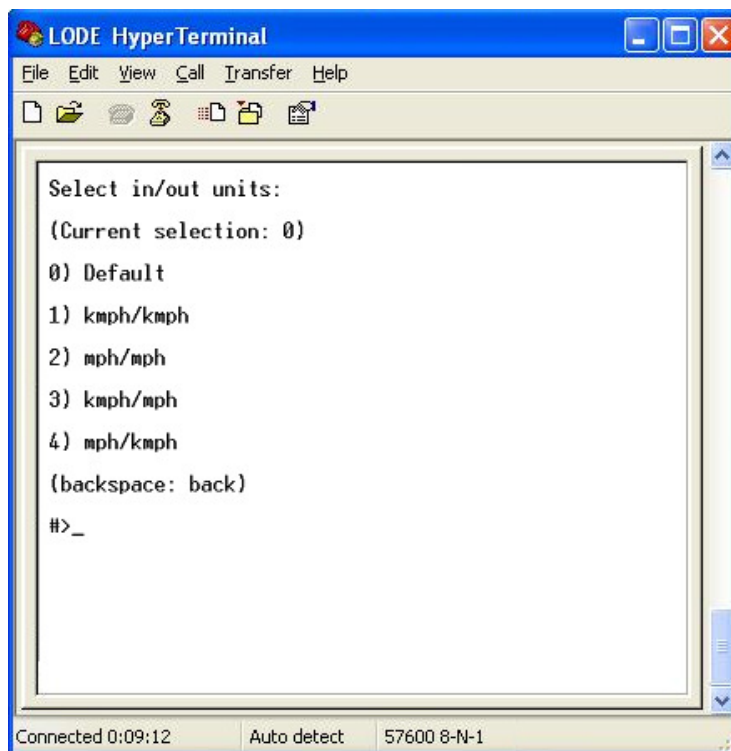 LODE HyperTerminal
File Edit View Call Transfer Help
Select in/out units:
(Current selection: 0)
0) Default
1) kmph/kmph
2) mph/mph
3) kmph/mph
4) mph/kmph
(backspace: back)
#>_
Connected 0:09:12 Auto detect 57600 8-N-1